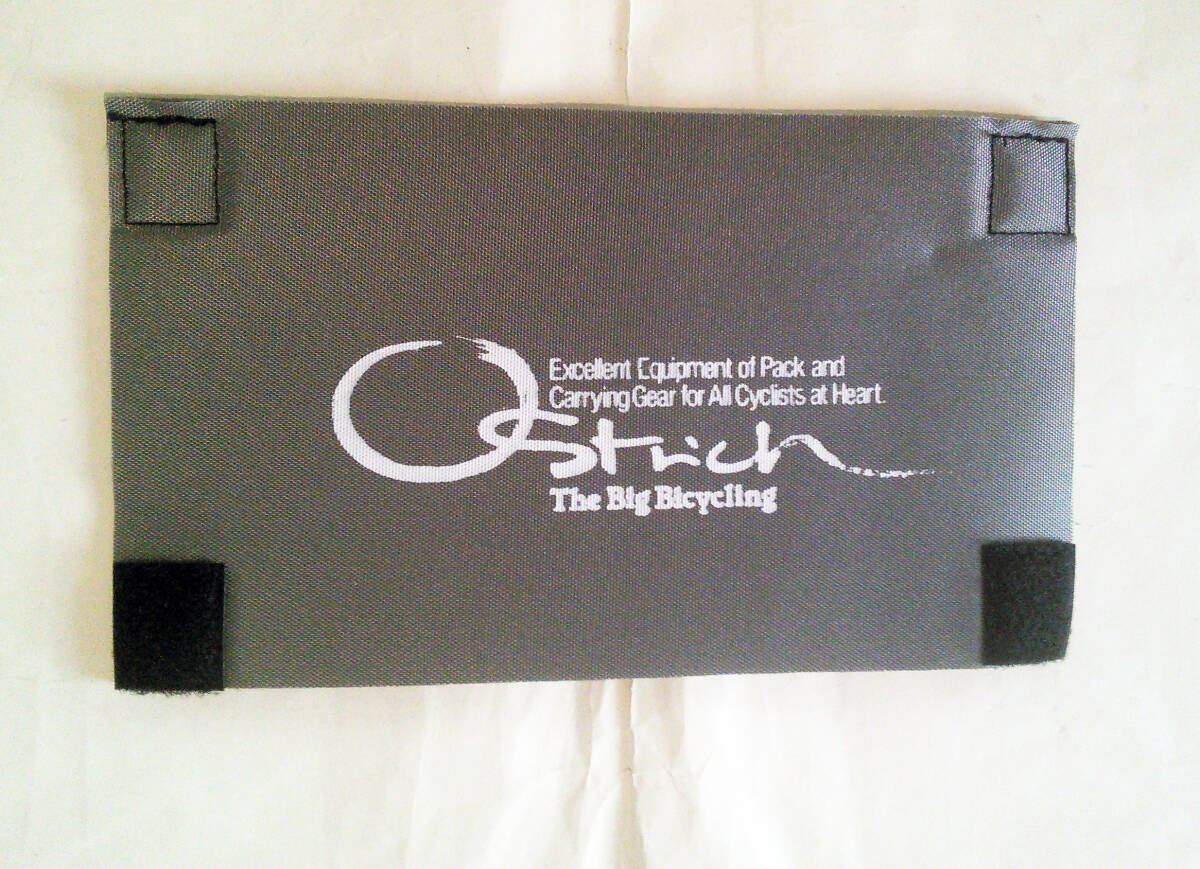 Excellent Equipment of Pack and
Carrying Gear for All Cyclists at Heart.
Ostrich
The Big Bicycling